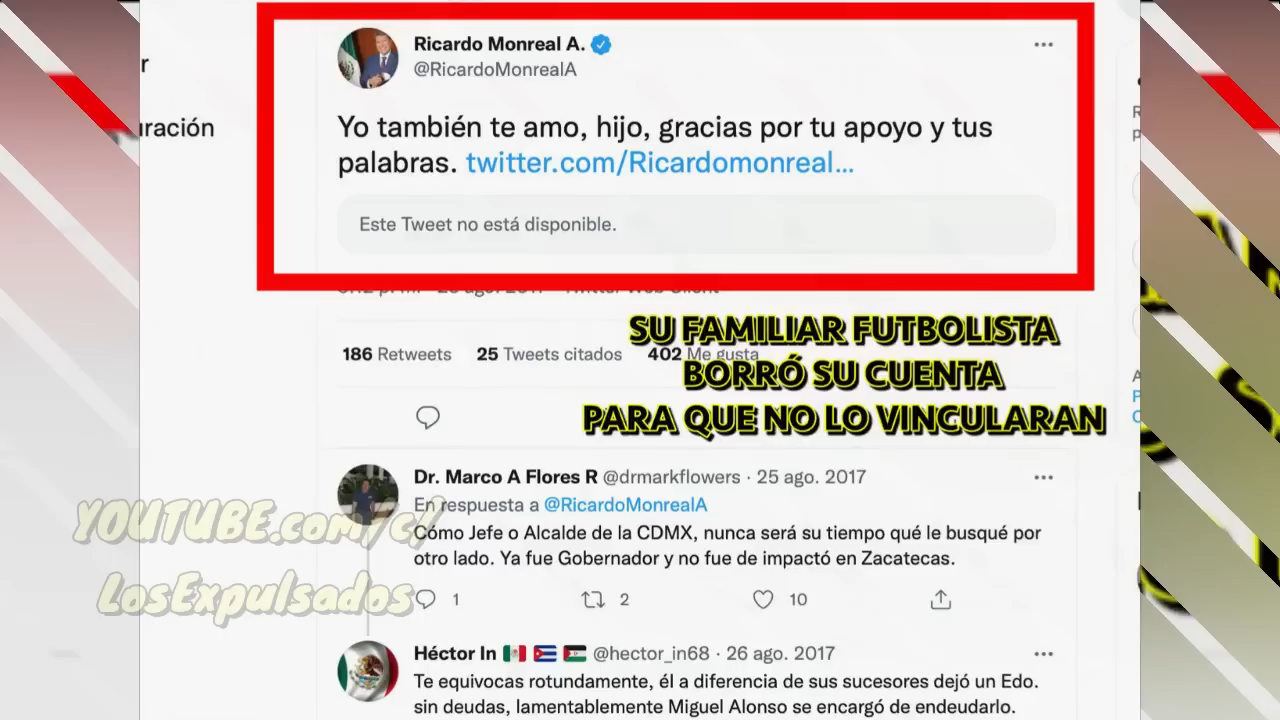 Ricardo Monreal A.
@RicardoMonrealA
r
Yo también te amo, hijo, gracias por tu apoyo y tus
palabras. twitter.com/Ricardomonreal...
uración
Este Tweet no está disponible.
SU FAMILIAR FUTBOLISTA
BORRÓ SU CUENTA
PARA QUE NO LO VINCULARAN
186 Retweets 25 Tweets citados 402 Me gusta
Dr. Marco A Flores R @drmarkflowers · 25 ago. 2017
En respuesta a @RicardoMonrealA
Cómo Jefe o Alcalde de la CDMX, nunca será su tiempo qué le busqué por
otro lado. Ya fue Gobernador y no fue de impactó en Zacatecas.
YOUTUBE.com/c/
LosExpulsados
1 2 10
Héctor In @hector_in68 · 26 ago. 2017
Te equivocas rotundamente, él a diferencia de sus sucesores dejó un Edo.
sin deudas, lamentablemente Miguel Alonso se encargó de endeudarlo.